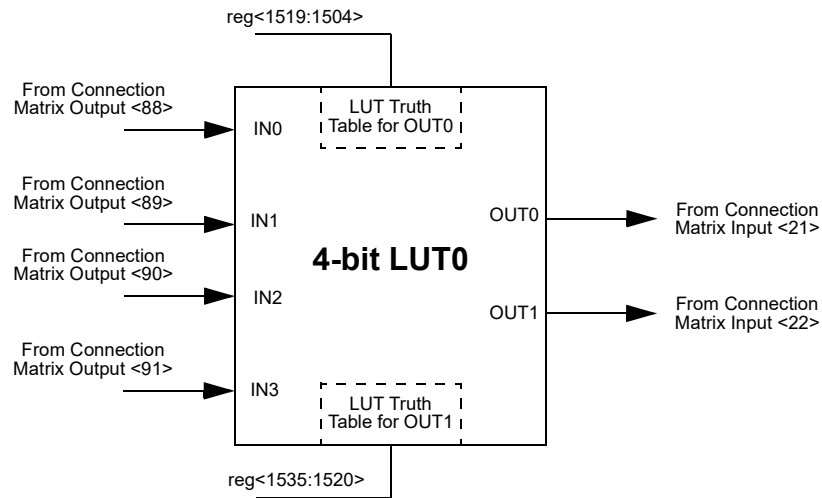 reg<1519:1504>
From Connection
Matrix Output <88>
IN0
LUT Truth
Table for OUT0
From Connection
Matrix Output <89>
IN1
OUT0
From Connection
Matrix Input <21>
From Connection
Matrix Output <90>
IN2
4-bit LUT0
OUT1
From Connection
Matrix Input <22>
From Connection
Matrix Output <91>
IN3
LUT Truth
Table for OUT1
reg<1535:1520>